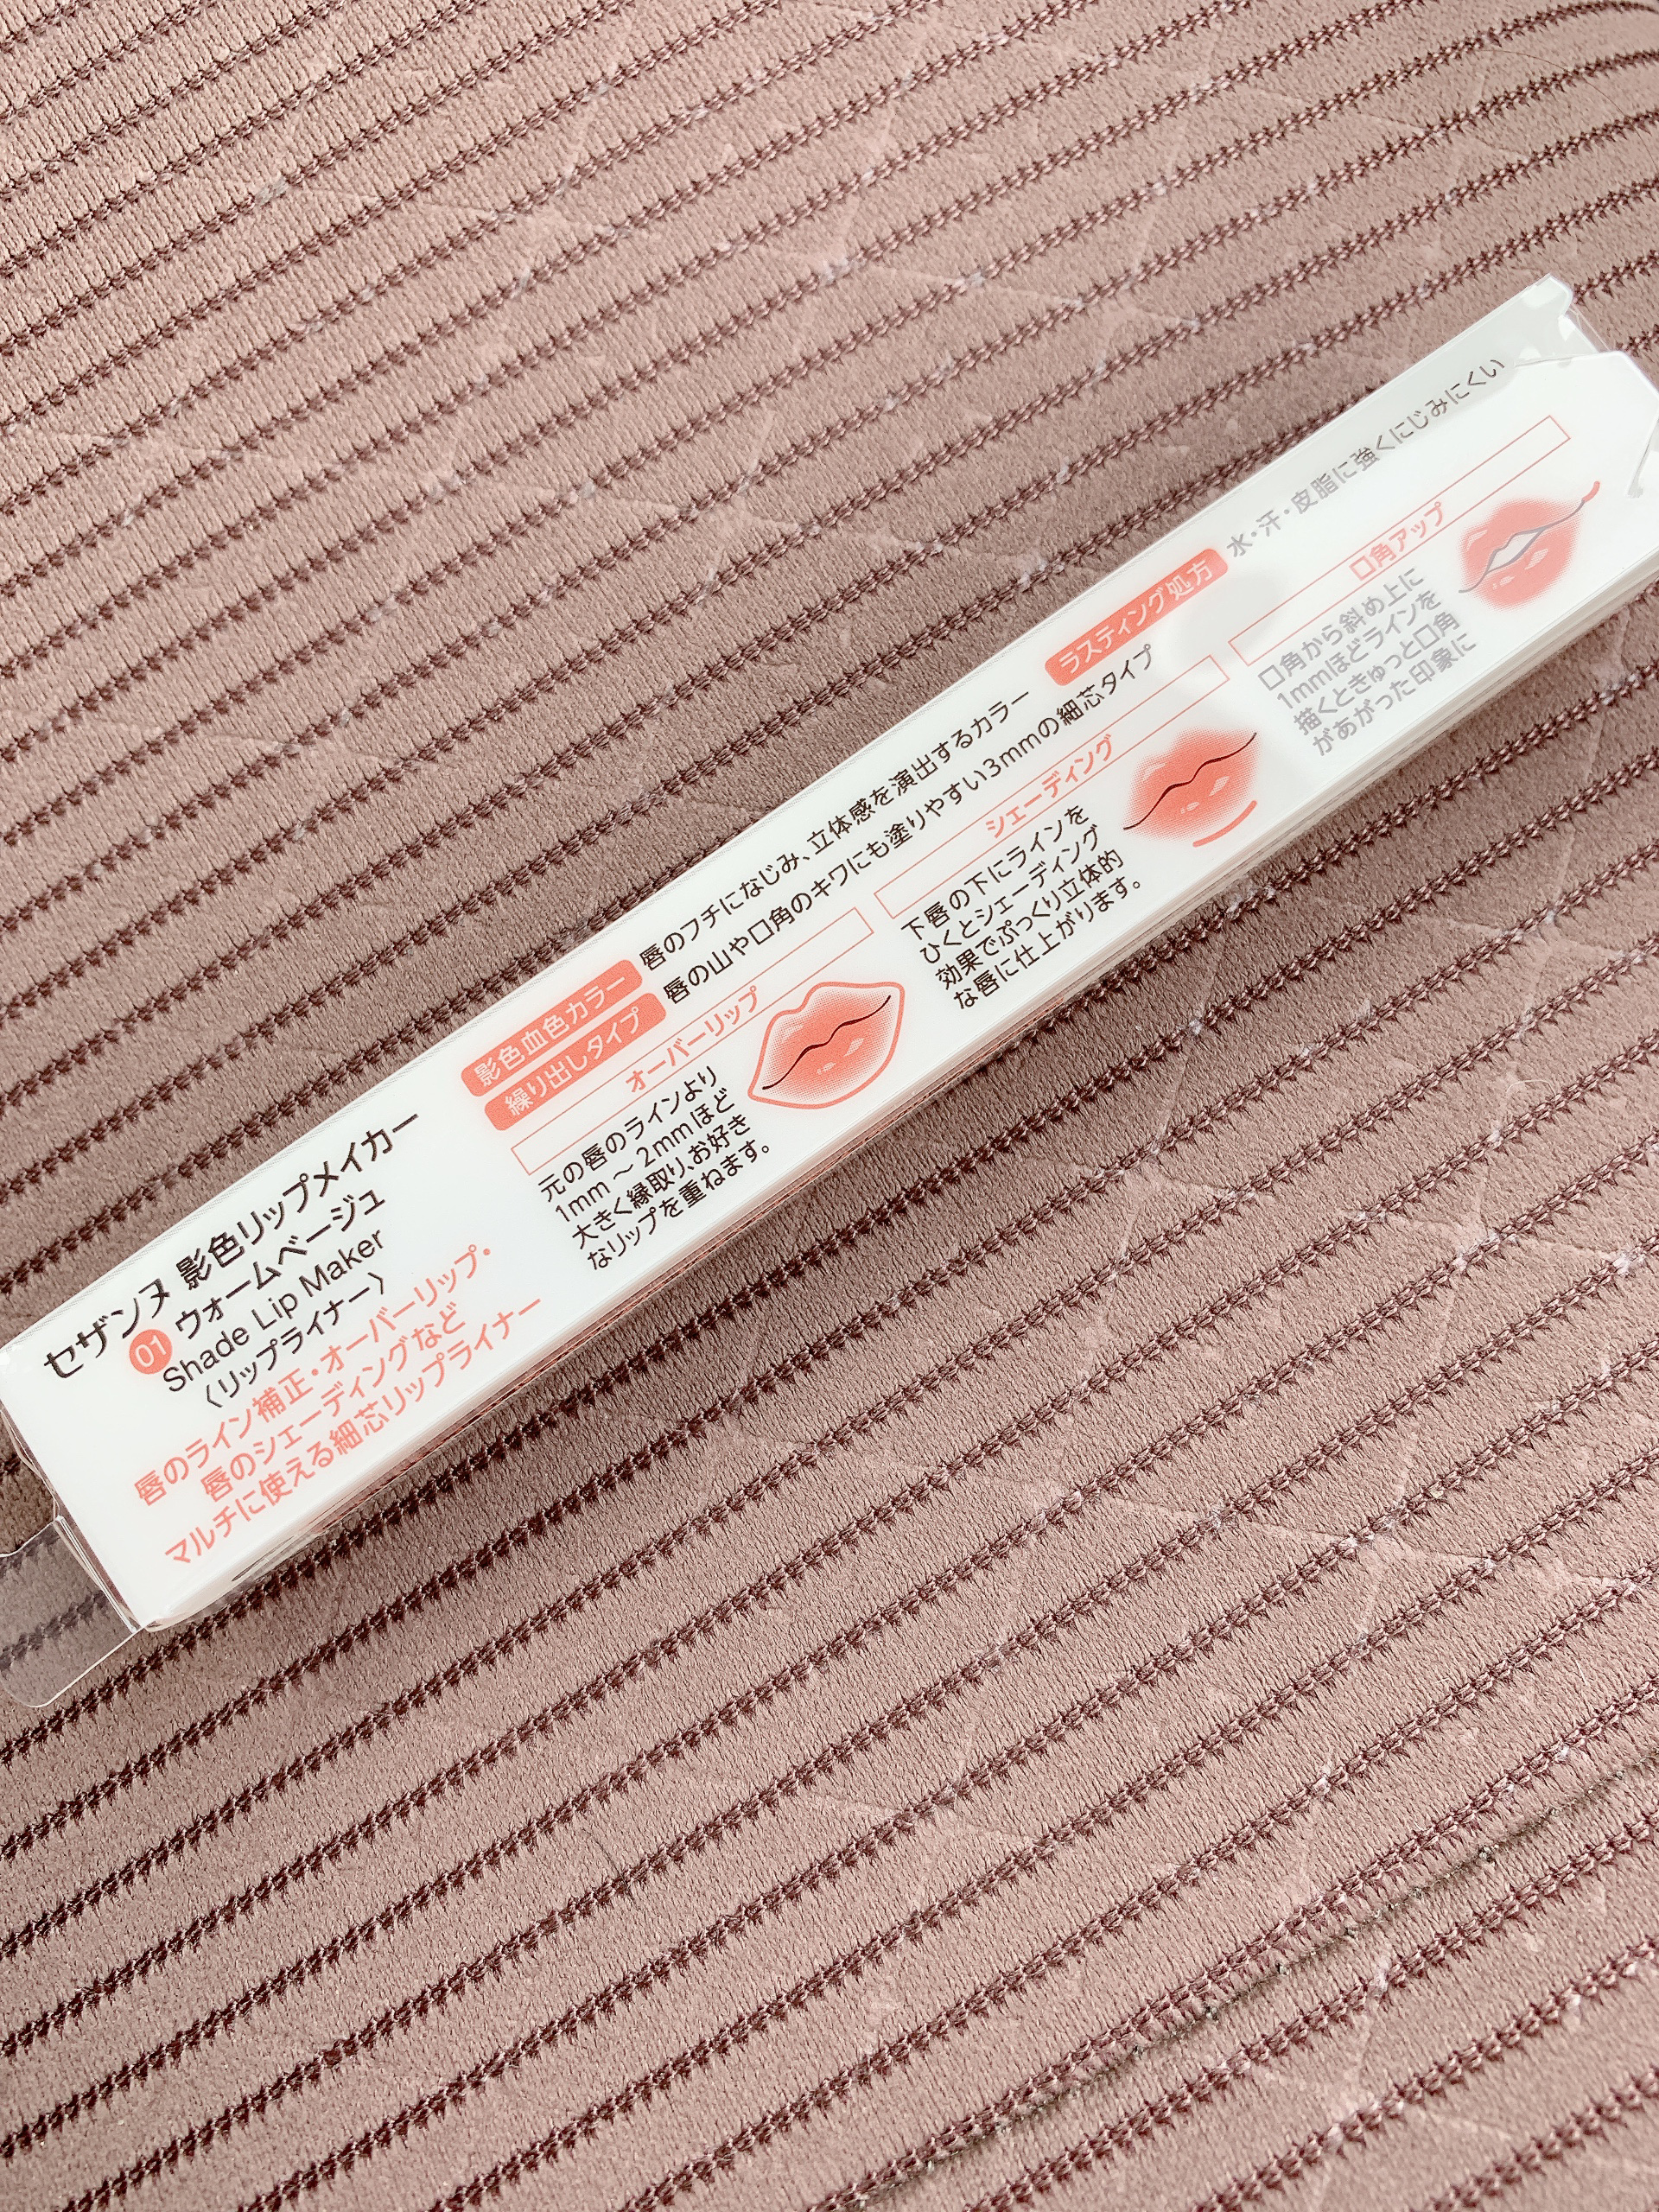 セザンヌ 影色リップメイカー
01 ウォームベージュ
Shade Lip Maker
〈リップライナー〉
唇のライン補正・オーバーリップ・
唇のシェーディングなど
マルチに使える細芯リップライナー
影色血色カラー 唇のフチになじみ、立体感を演出するカラー
繰り出しタイプ 唇の山や口角のキワにも塗りやすい3mmの細芯タイプ
ラスティング処方 水・汗・皮脂に強くにじみにくい
オーバーリップ
元の唇のラインより
1mm〜2mmほど
大きく縁取り、お好き
なリップを重ねます。
シェーディング
下唇の下にラインを
ひくとシェーディング
効果でぷっくり立体的
な唇に仕上がります。
口角アップ
口角から斜め上に
1mmほどラインを
描くときゅっと口角
があがった印象に